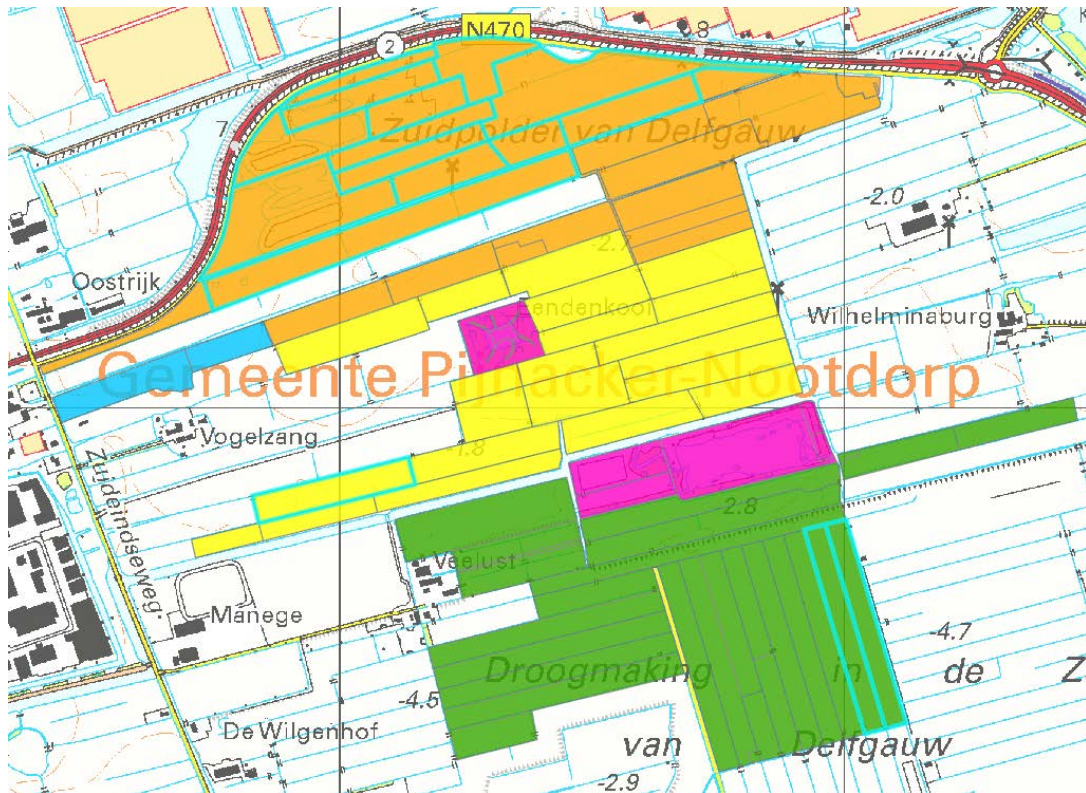 N470
2
8
7
Zuidpolder van Delfgauw
-2.0
-2.7
Oostrijk
Eendenkooi
Wilhelminaburg
Gemeente Pijnacker-Nootdorp
Vogelzang
-1.8
2.8
Zuideindseweg
Veelust
Manege
-4.7
Droogmaking in de Z
-4.5
De Wilgenhof
van Delfgauw
-2.9